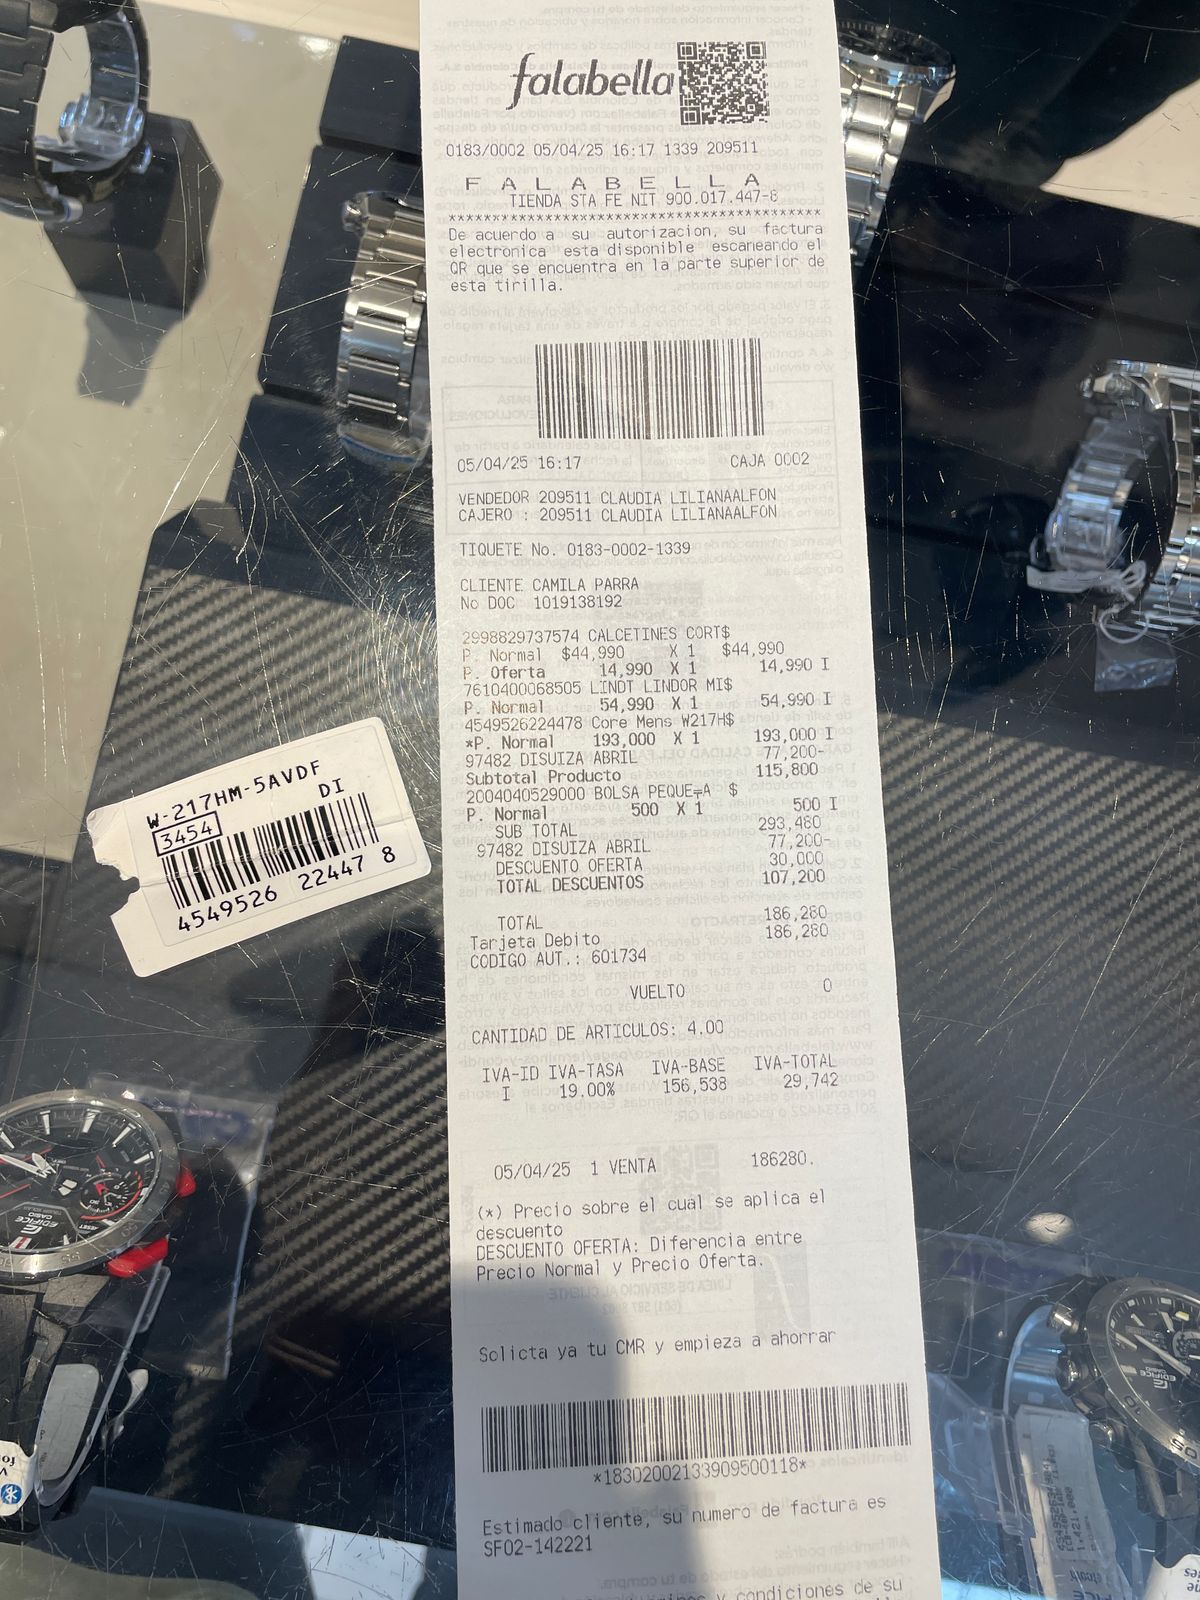 falabella
0183/0002 05/04/25 16:17 1339 209511
F A L A B E L L A
TIENDA STA FE NIT 900.017.447-8
******************************************
De acuerdo a su autorizacion, su factura
electronica esta disponible escaneando el
QR que se encuentra en la parte superior de
esta tirilla.
05/04/25 16:17 CAJA 0002
VENDEDOR 209511 CLAUDIA LILIANAALFON
CAJERO : 209511 CLAUDIA LILIANAALFON
TIQUETE No. 0183-0002-1339
CLIENTE CAMILA PARRA
No DOC 1019138192
2998829737574 CALCETINES CORT$
P. Normal $44,990 X 1 $44,990
P. Oferta 14,990 X 1 14,990 I
7610400068505 LINDT LINDOR MI$
P. Normal 54,990 X 1 54,990 I
4549526224478 Core Mens W217H$
*P. Normal 193,000 X 1 193,000 I
97482 DISUIZA ABRIL 77,200-
Subtotal Producto 115,800
2004040529000 BOLSA PEQUE╤A $
P. Normal 500 X 1 500 I
SUB TOTAL 293,480
97482 DISUIZA ABRIL 77,200-
DESCUENTO OFERTA 30,000
TOTAL DESCUENTOS 107,200
TOTAL 186,280
Tarjeta Debito 186,280
CODIGO AUT.: 601734
VUELTO 0
CANTIDAD DE ARTICULOS: 4.00
IVA-ID IVA-TASA IVA-BASE IVA-TOTAL
I 19.00% 156,538 29,742
05/04/25 1 VENTA 186280.
(*) Precio sobre el cual se aplica el
descuento
DESCUENTO OFERTA: Diferencia entre
Precio Normal y Precio Oferta.
Solicta ya tu CMR y empieza a ahorrar
*18302002133909500118*
Estimado cliente, su numero de factura es
SF02-142221
y condiciones de su
W-217HM-5AVDF
3454 DI
4549526 22447 8
EDIFICE
CASIO
EDIFICE